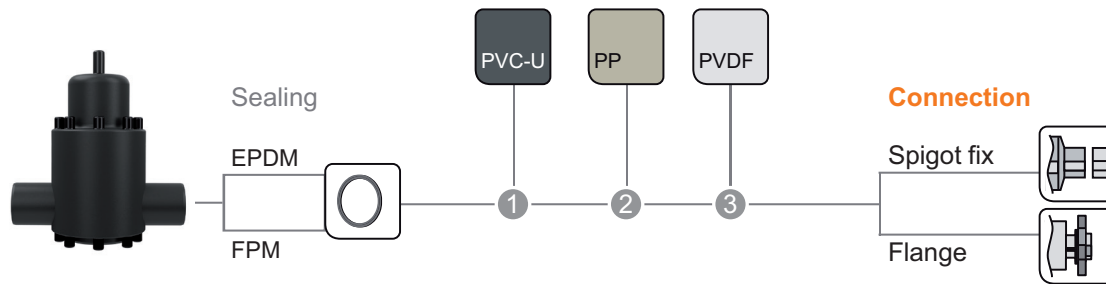 PVC-U
PP
PVDF
Sealing
Connection
EPDM
Spigot fix
1
2
3
FPM
Flange